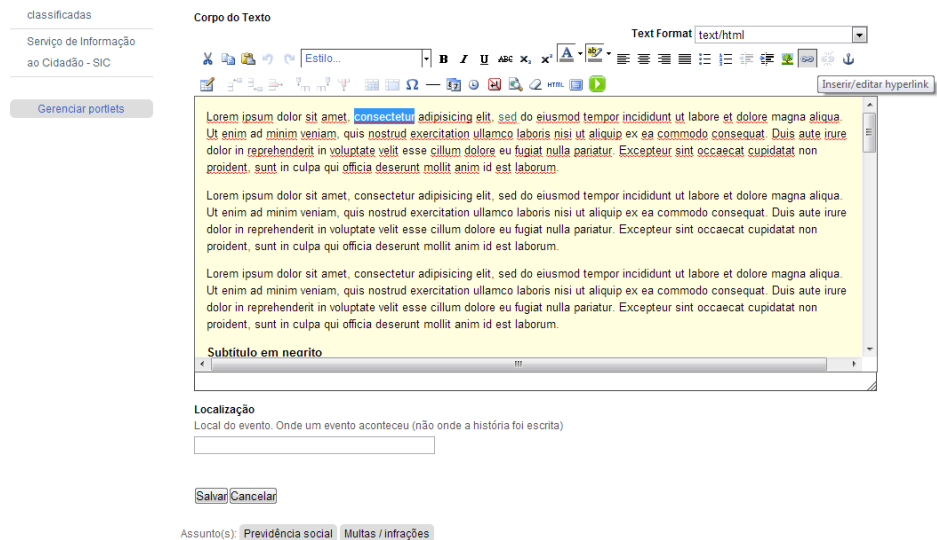 classificadas
Serviço de Informação
ao Cidadão - SIC
Gerenciar portlets
Corpo do Texto
Text Format text/html
Estilo... B I U ABC X₂ X² A aby
Ω HTML
Inserir/editar hyperlink
Lorem ipsum dolor sit amet, consectetur adipisicing elit, sed do eiusmod tempor incididunt ut labore et dolore magna aliqua.
Ut enim ad minim veniam, quis nostrud exercitation ullamco laboris nisi ut aliquip ex ea commodo consequat. Duis aute irure
dolor in reprehenderit in voluptate velit esse cillum dolore eu fugiat nulla pariatur. Excepteur sint occaecat cupidatat non
proident, sunt in culpa qui officia deserunt mollit anim id est laborum.
Lorem ipsum dolor sit amet, consectetur adipisicing elit, sed do eiusmod tempor incididunt ut labore et dolore magna aliqua.
Ut enim ad minim veniam, quis nostrud exercitation ullamco laboris nisi ut aliquip ex ea commodo consequat. Duis aute irure
dolor in reprehenderit in voluptate velit esse cillum dolore eu fugiat nulla pariatur. Excepteur sint occaecat cupidatat non
proident, sunt in culpa qui officia deserunt mollit anim id est laborum.
Lorem ipsum dolor sit amet, consectetur adipisicing elit, sed do eiusmod tempor incididunt ut labore et dolore magna aliqua.
Ut enim ad minim veniam, quis nostrud exercitation ullamco laboris nisi ut aliquip ex ea commodo consequat. Duis aute irure
dolor in reprehenderit in voluptate velit esse cillum dolore eu fugiat nulla pariatur. Excepteur sint occaecat cupidatat non
proident, sunt in culpa qui officia deserunt mollit anim id est laborum.
Subtítulo em negrito
Localização
Local do evento. Onde um evento aconteceu (não onde a história foi escrita)
Salvar Cancelar
Assunto(s): Previdência social Multas / infrações